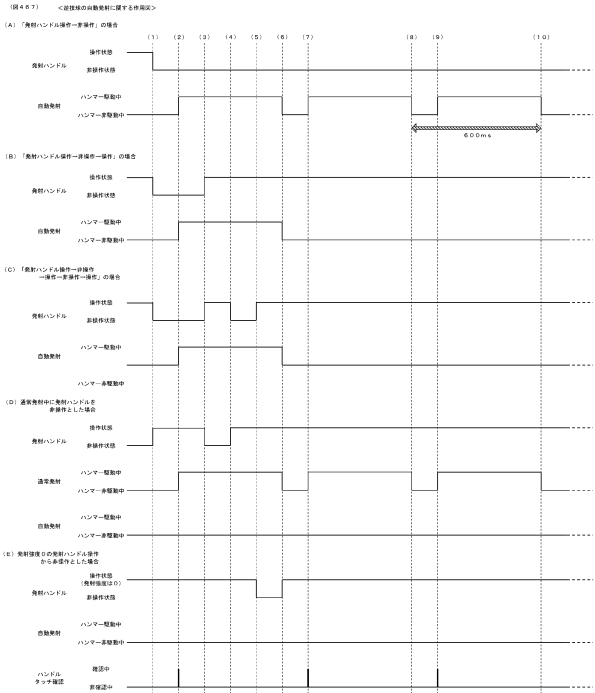 （図４６７）　＜遊技球の自動発射に関する作用図＞
（Ａ）「発射ハンドル操作→非操作」の場合
（１）（２）（３）（４）（５）（６）（７）（８）（９）（１０）
操作状態
発射ハンドル
非操作状態
ハンマー駆動中
自動発射
ハンマー非駆動中
６００ｍｓ
（Ｂ）「発射ハンドル操作→非操作→操作」の場合
操作状態
発射ハンドル
非操作状態
ハンマー駆動中
自動発射
ハンマー非駆動中
（Ｃ）「発射ハンドル操作→非操作
→操作→非操作→操作」の場合
操作状態
発射ハンドル
非操作状態
ハンマー駆動中
自動発射
ハンマー非駆動中
（Ｄ）通常発射中に発射ハンドルを
非操作とした場合
操作状態
発射ハンドル
非操作状態
ハンマー駆動中
通常発射
ハンマー非駆動中
ハンマー駆動中
自動発射
ハンマー非駆動中
（Ｅ）発射強度０の発射ハンドル操作
から非操作とした場合
操作状態
（発射強度は０）
発射ハンドル
非操作状態
ハンマー駆動中
自動発射
ハンマー非駆動中
確認中
ハンドル
タッチ確認
非確認中